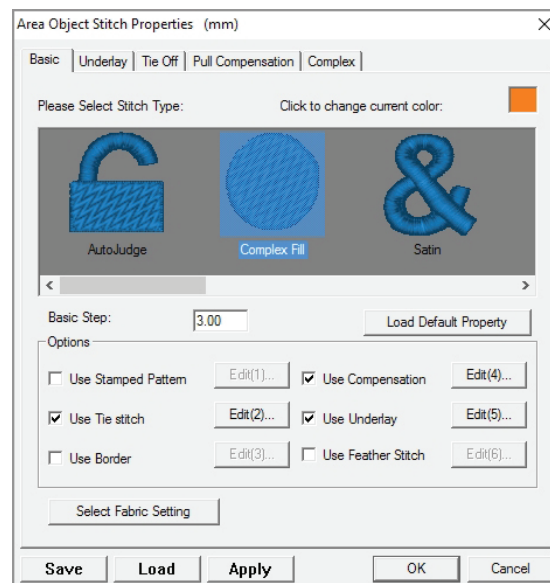 Area Object Stitch Properties (mm)
Basic Underlay Tie Off Pull Compensation Complex
Please Select Stitch Type: Click to change current color:
AutoJudge Complex Fill Satin
Basic Step: 3.00 Load Default Property
Options
Use Stamped Pattern Edit(1)... Use Compensation Edit(4)...
Use Tie stitch Edit(2)... Use Underlay Edit(5)...
Use Border Edit(3)... Use Feather Stitch Edit(6)...
Select Fabric Setting
Save Load Apply OK Cancel